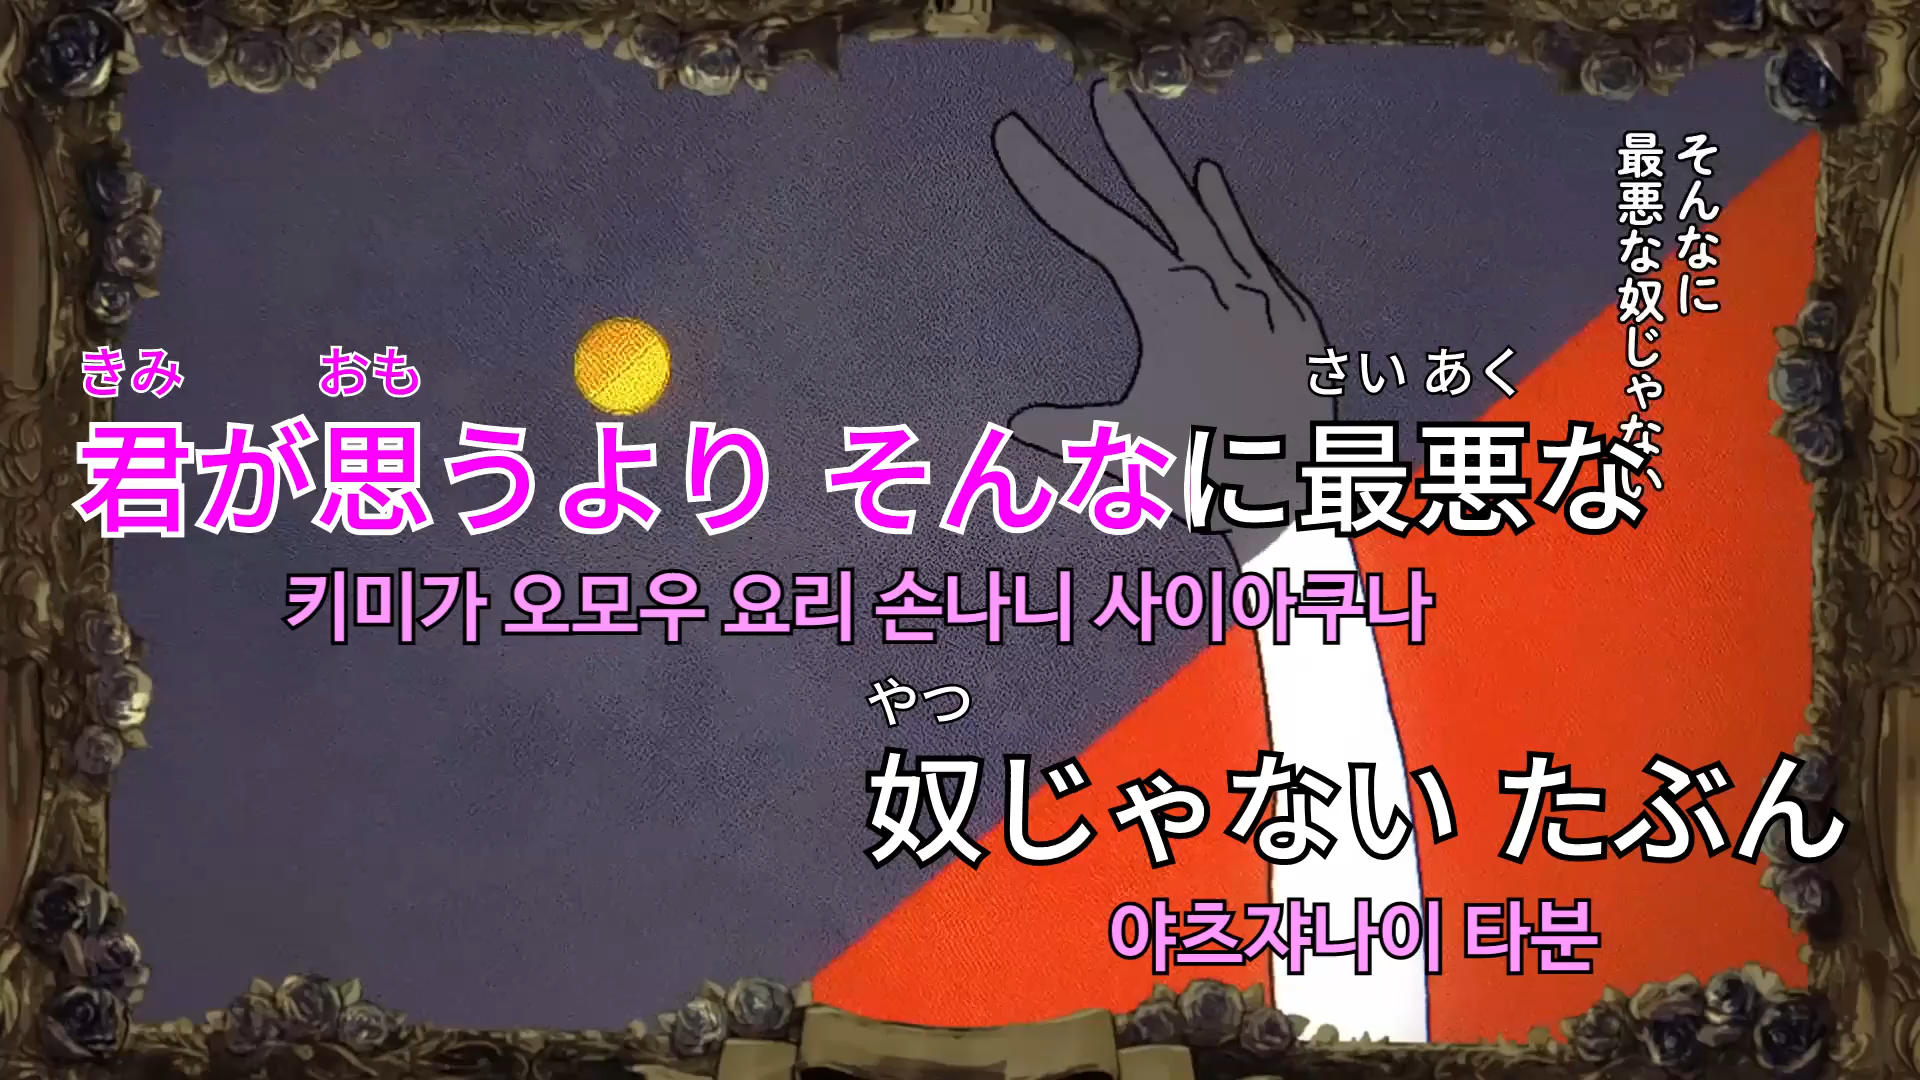 そんなに
最悪な奴じゃない
きみ おも さい あく
君が思うより そんなに最悪な
키미가 오모우 요리 손나니 사이아쿠나
やつ
奴じゃない たぶん
야츠쟈나이 타분